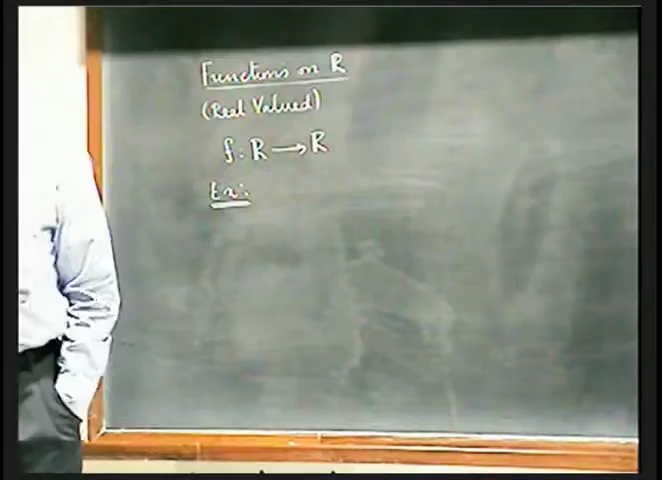 Functions on R
(Real Valued)
f: R → R
Ex: